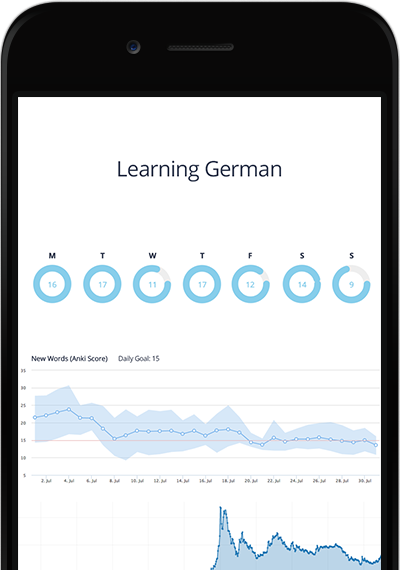 Learning German
M T W T F S S
16 17 11 17 12 14 9
New Words (Anki Score) Daily Goal: 15
35
30
25
20
15
10
5
2. Jul 4. Jul 6. Jul 8. Jul 10. Jul 12. Jul 14. Jul 16. Jul 18. Jul 20. Jul 22. Jul 24. Jul 26. Jul 28. Jul 30. Jul